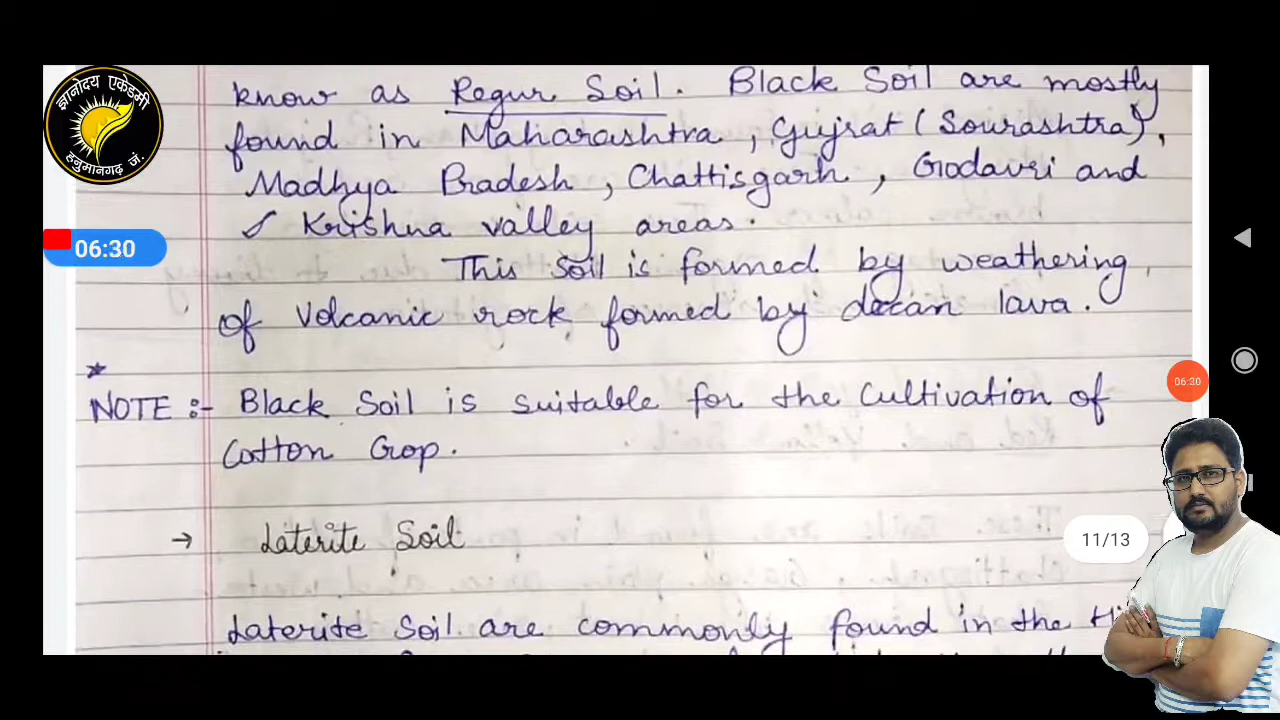 ज्ञानोदय एकेडमी
हनुमानगढ़ जं.
know as Regur Soil. Black Soil are mostly
found in Maharashtra, Gujrat (Sourashtra),
Madhya Pradesh, Chattisgarh, Godavri and
Krishna valley areas.
This Soil is formed by weathering
of Volcanic rock formed by deccan lava.
06:30
NOTE :- Black Soil is suitable for the Cultivation of
Cotton Crop.
06:30
→ Laterite Soil
11/13
Laterite Soil are commonly found in the